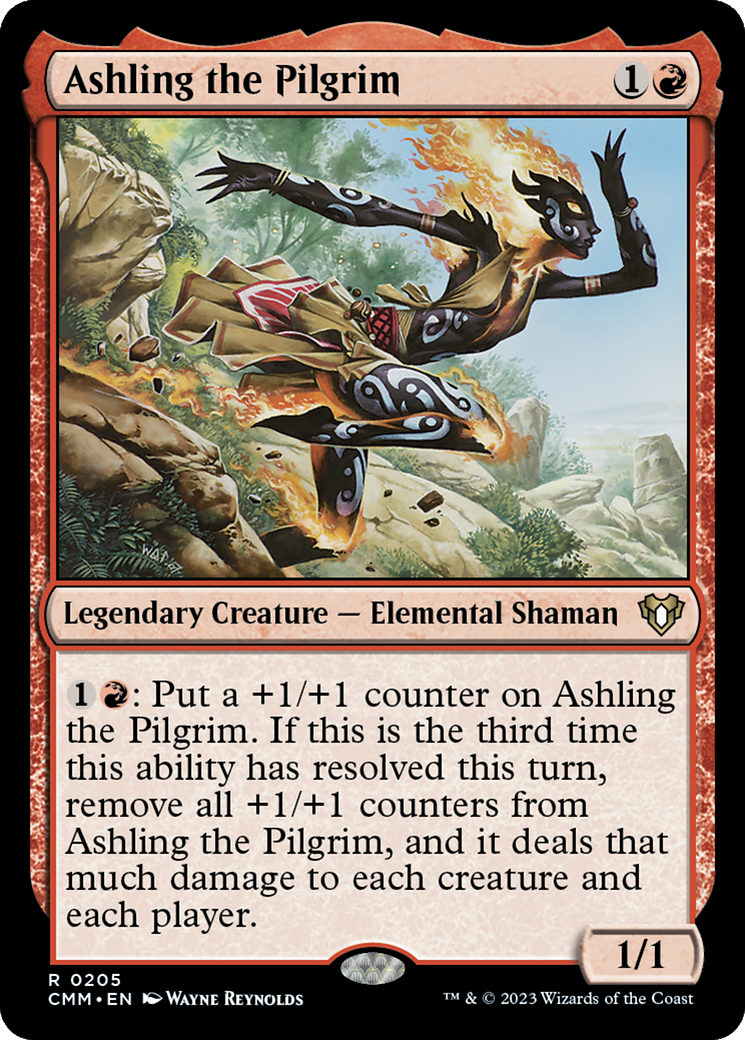 Ashling the Pilgrim 1
Legendary Creature — Elemental Shaman
1: Put a +1/+1 counter on Ashling
the Pilgrim. If this is the third time
this ability has resolved this turn,
remove all +1/+1 counters from
Ashling the Pilgrim, and it deals that
much damage to each creature and
each player.
1/1
R 0205
CMM • EN Wayne Reynolds
™ & © 2023 Wizards of the Coast